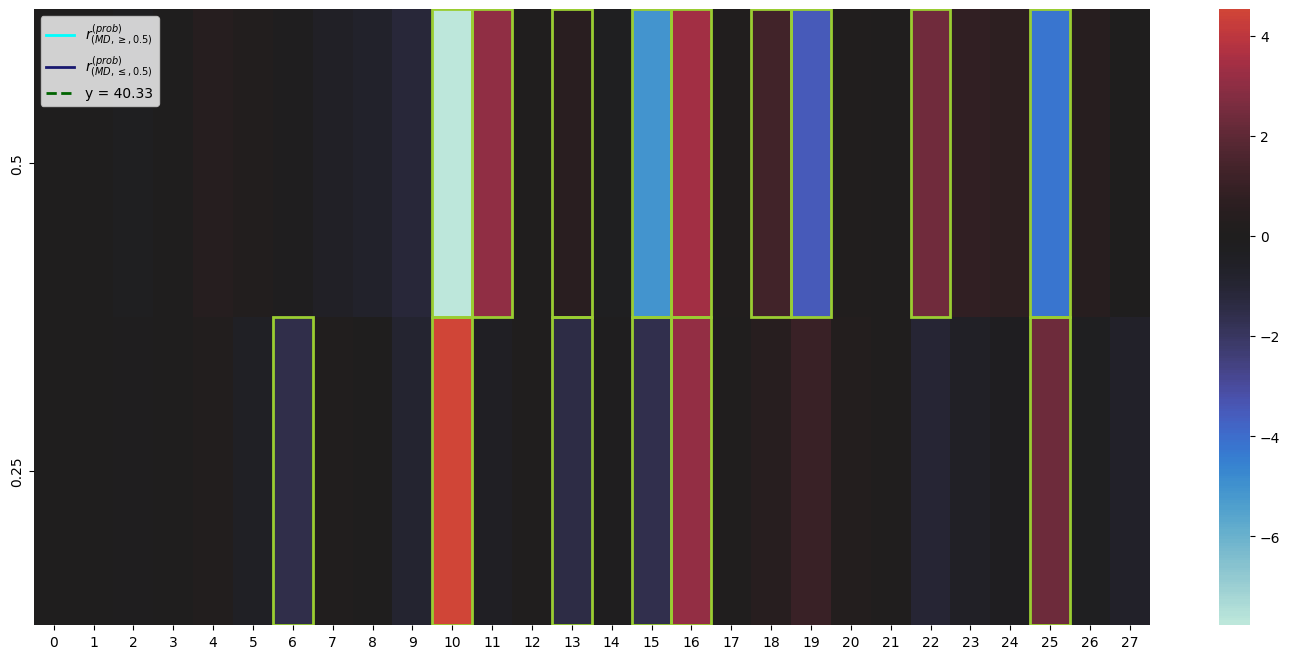 r^{(prob)}_{(MD, ≥, 0.5)}
r^{(prob)}_{(MD, ≤, 0.5)}
y = 40.33
0.5
0.25
0 1 2 3 4 5 6 7 8 9 10 11 12 13 14 15 16 17 18 19 20 21 22 23 24 25 26 27
4
2
0
−2
−4
−6